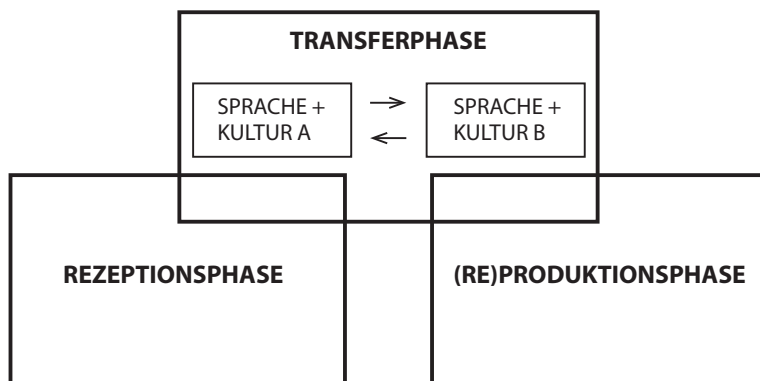 TRANSFERPHASE
SPRACHE +
KULTUR A
SPRACHE +
KULTUR B
REZEPTIONSPHASE
(RE)PRODUKTIONSPHASE